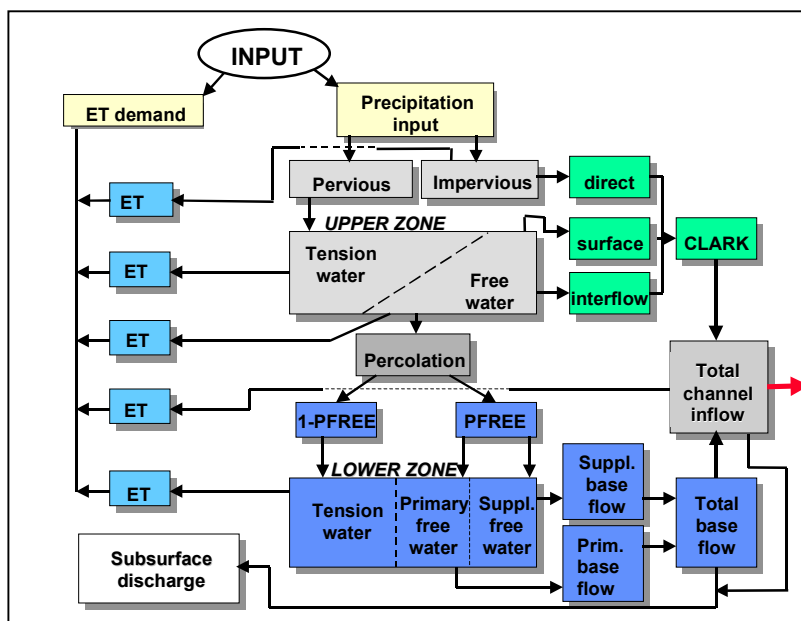 INPUT
ET demand
Precipitation
input
Pervious
Impervious
direct
ET
UPPER ZONE
Tension
water
Free
water
surface
CLARK
ET
interflow
ET
Percolation
Total
channel
inflow
ET
1-PFREE
PFREE
LOWER ZONE
ET
Tension
water
Primary
free
water
Suppl.
free
water
Suppl.
base
flow
Total
base
flow
Prim.
base
flow
Subsurface
discharge